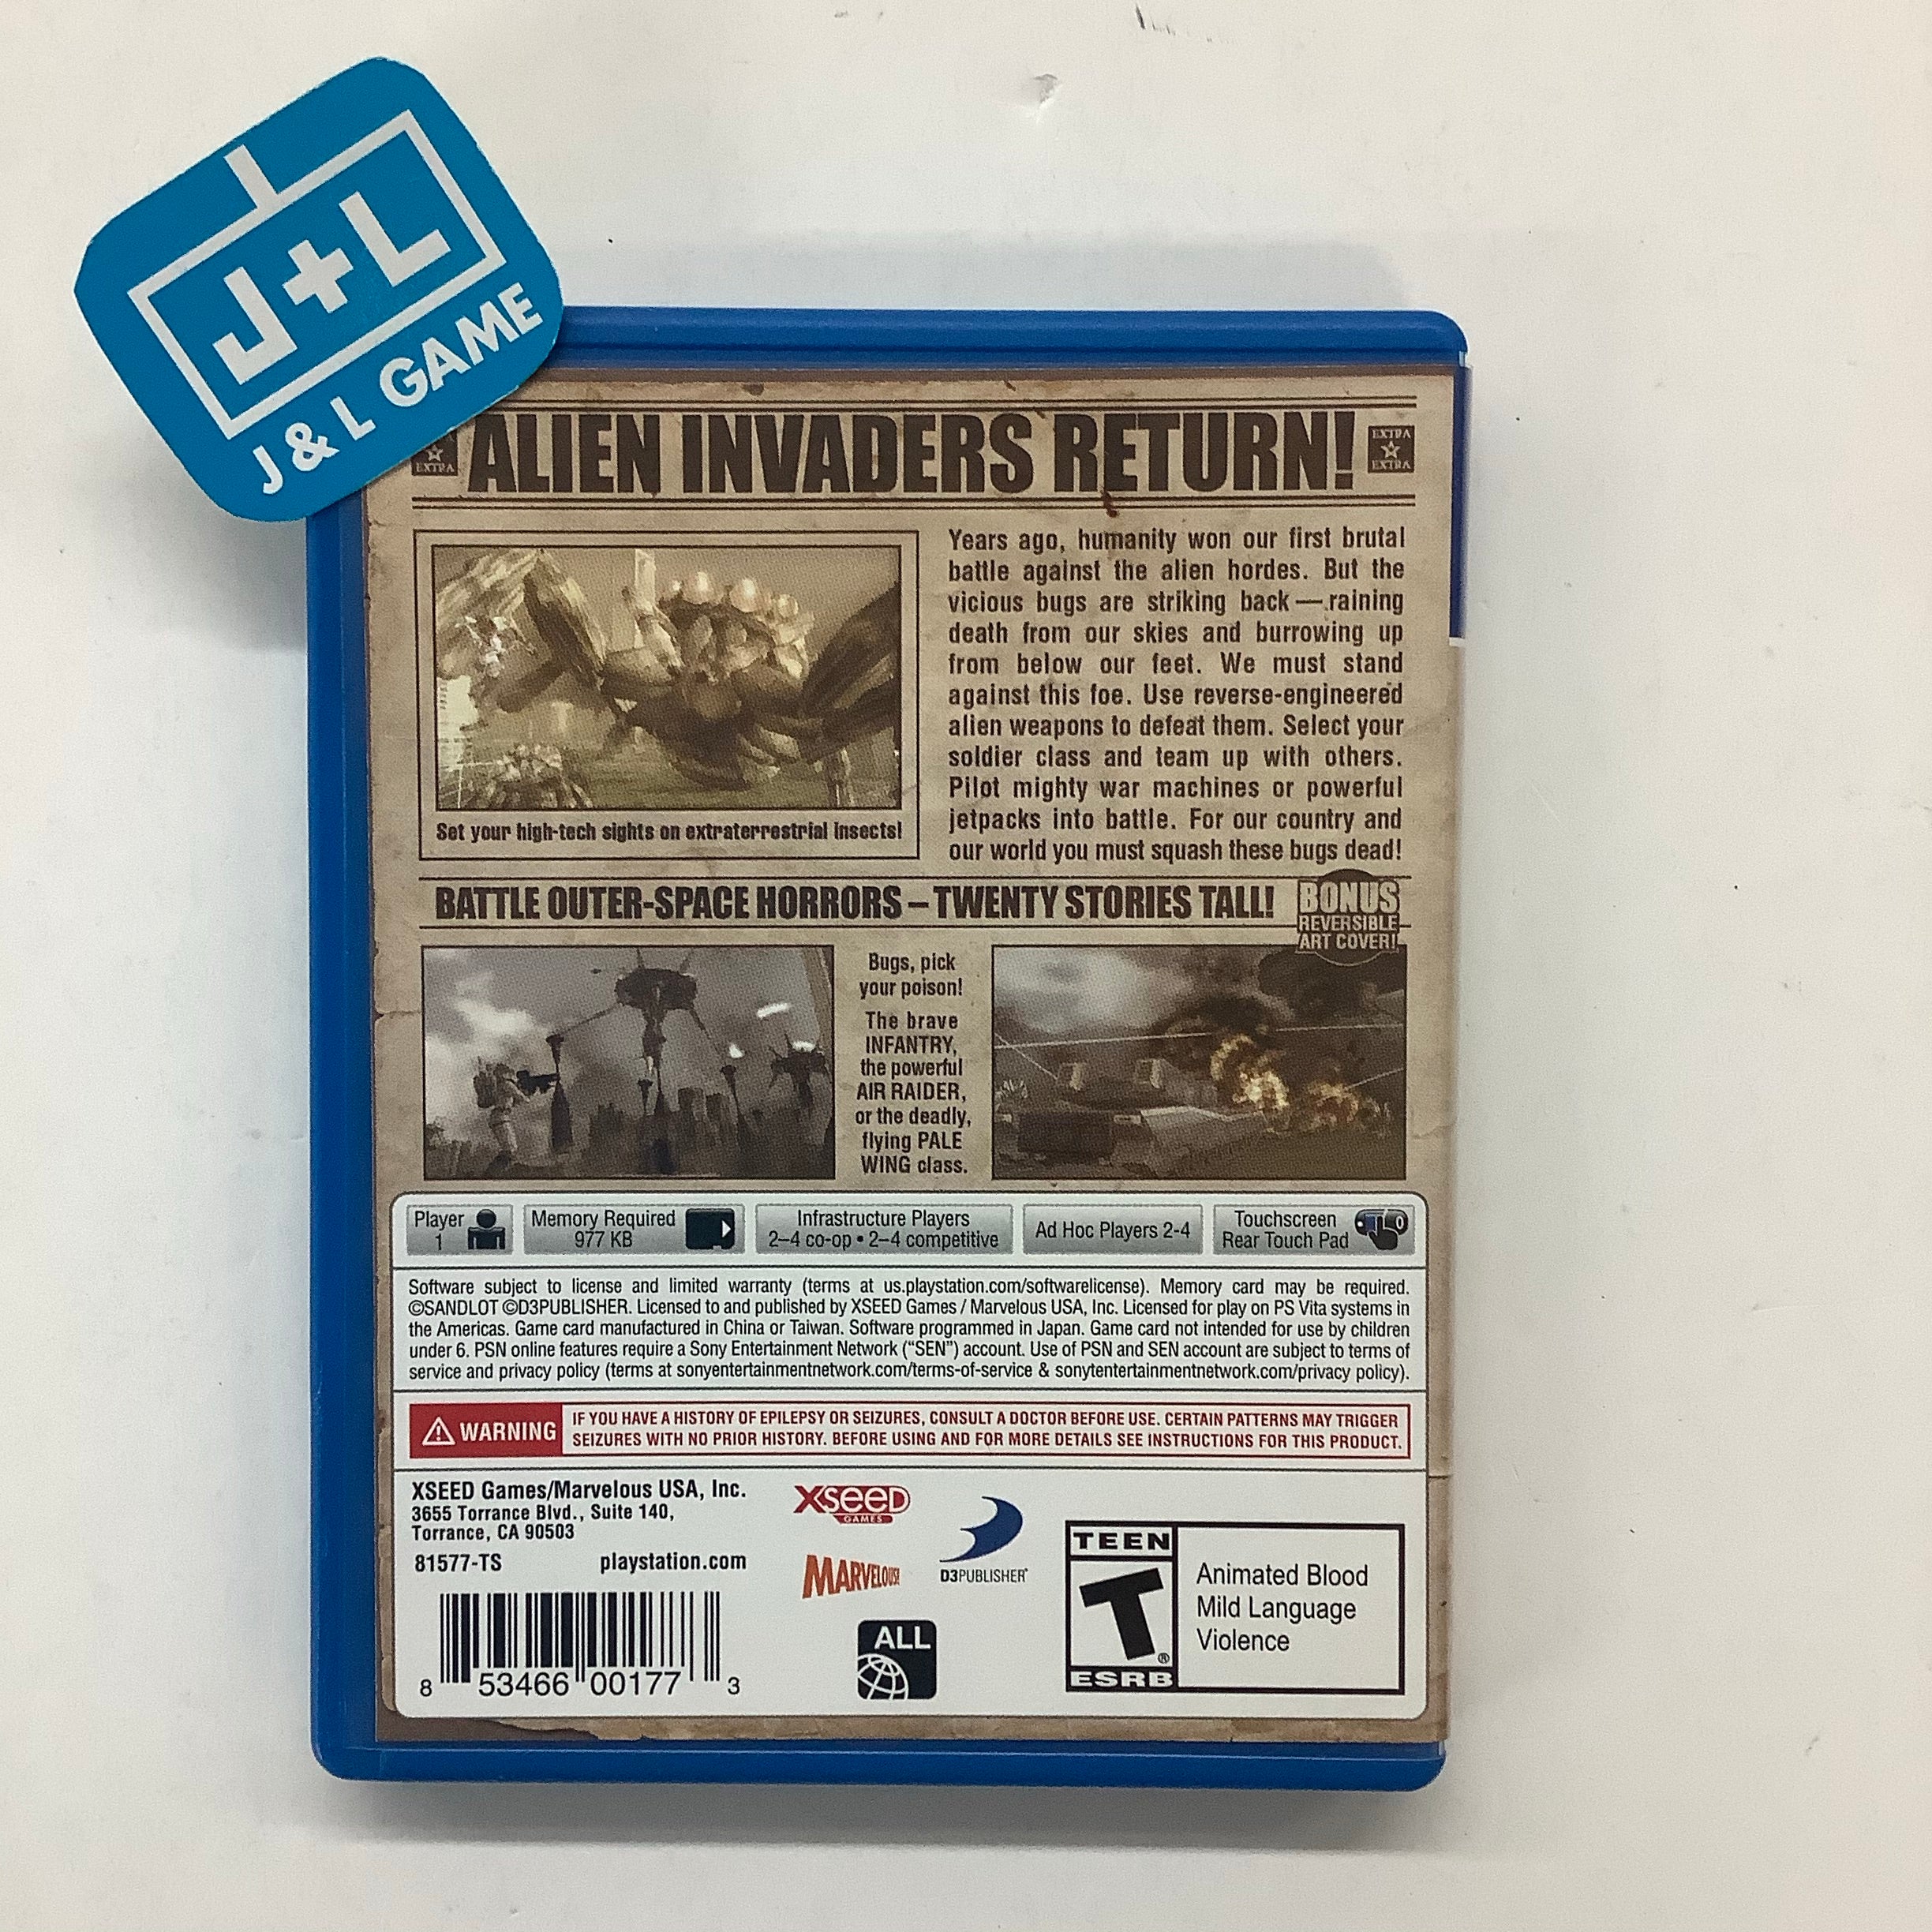 J+L
J & L GAME
EXTRA
ALIEN INVADERS RETURN!
EXTRA
EXTRA
Years ago, humanity won our first brutal
battle against the alien hordes. But the
vicious bugs are striking back — raining
death from our skies and burrowing up
from below our feet. We must stand
against this foe. Use reverse-engineered
alien weapons to defeat them. Select your
soldier class and team up with others.
Pilot mighty war machines or powerful
jetpacks into battle. For our country and
our world you must squash these bugs dead!
Set your high-tech sights on extraterrestrial insects!
BATTLE OUTER-SPACE HORRORS – TWENTY STORIES TALL!
BONUS
REVERSIBLE
ART COVER!
Bugs, pick
your poison!
The brave
INFANTRY,
the powerful
AIR RAIDER,
or the deadly,
flying PALE
WING class.
Player
1
Memory Required
977 KB
Infrastructure Players
2–4 co-op • 2–4 competitive
Ad Hoc Players 2-4
Touchscreen
Rear Touch Pad
Software subject to license and limited warranty (terms at us.playstation.com/softwarelicense). Memory card may be required.
©SANDLOT ©D3PUBLISHER. Licensed to and published by XSEED Games / Marvelous USA, Inc. Licensed for play on PS Vita systems in
the Americas. Game card manufactured in China or Taiwan. Software programmed in Japan. Game card not intended for use by children
under 6. PSN online features require a Sony Entertainment Network (“SEN”) account. Use of PSN and SEN account are subject to terms of
service and privacy policy (terms at sonyentertainmentnetwork.com/terms-of-service & sonytentertainmentnetwork.com/privacy policy).
WARNING
IF YOU HAVE A HISTORY OF EPILEPSY OR SEIZURES, CONSULT A DOCTOR BEFORE USE. CERTAIN PATTERNS MAY TRIGGER
SEIZURES WITH NO PRIOR HISTORY. BEFORE USING AND FOR MORE DETAILS SEE INSTRUCTIONS FOR THIS PRODUCT.
XSEED Games/Marvelous USA, Inc.
3655 Torrance Blvd., Suite 140,
Torrance, CA 90503
81577-TS playstation.com
8 53466 00177 3
XSEED
GAMES
MARVELOUS!
D3PUBLISHER
ALL
TEEN
T
®
ESRB
Animated Blood
Mild Language
Violence